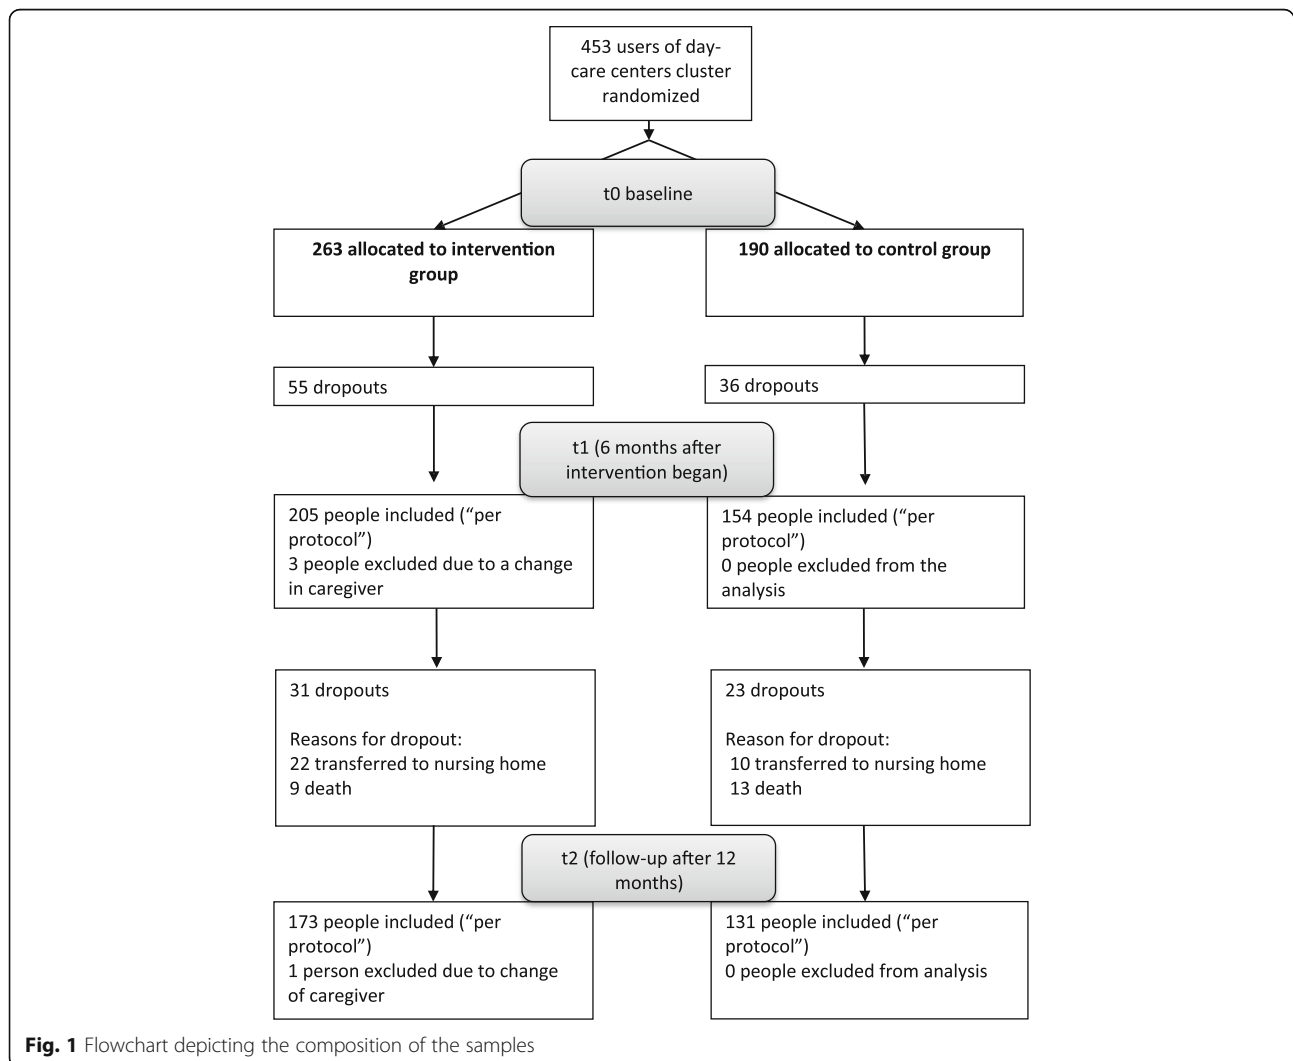 453 users of day-
care centers cluster
randomized
t0 baseline
263 allocated to intervention
group
190 allocated to control group
55 dropouts
36 dropouts
t1 (6 months after
intervention began)
205 people included (“per
protocol”)
3 people excluded due to a change
in caregiver
154 people included (“per
protocol”)
0 people excluded from the
analysis
31 dropouts
Reasons for dropout:
22 transferred to nursing home
9 death
23 dropouts
Reason for dropout:
10 transferred to nursing home
13 death
t2 (follow-up after 12
months)
173 people included (“per
protocol”)
1 person excluded due to change
of caregiver
131 people included (“per
protocol”)
0 people excluded from analysis
Fig. 1 Flowchart depicting the composition of the samples